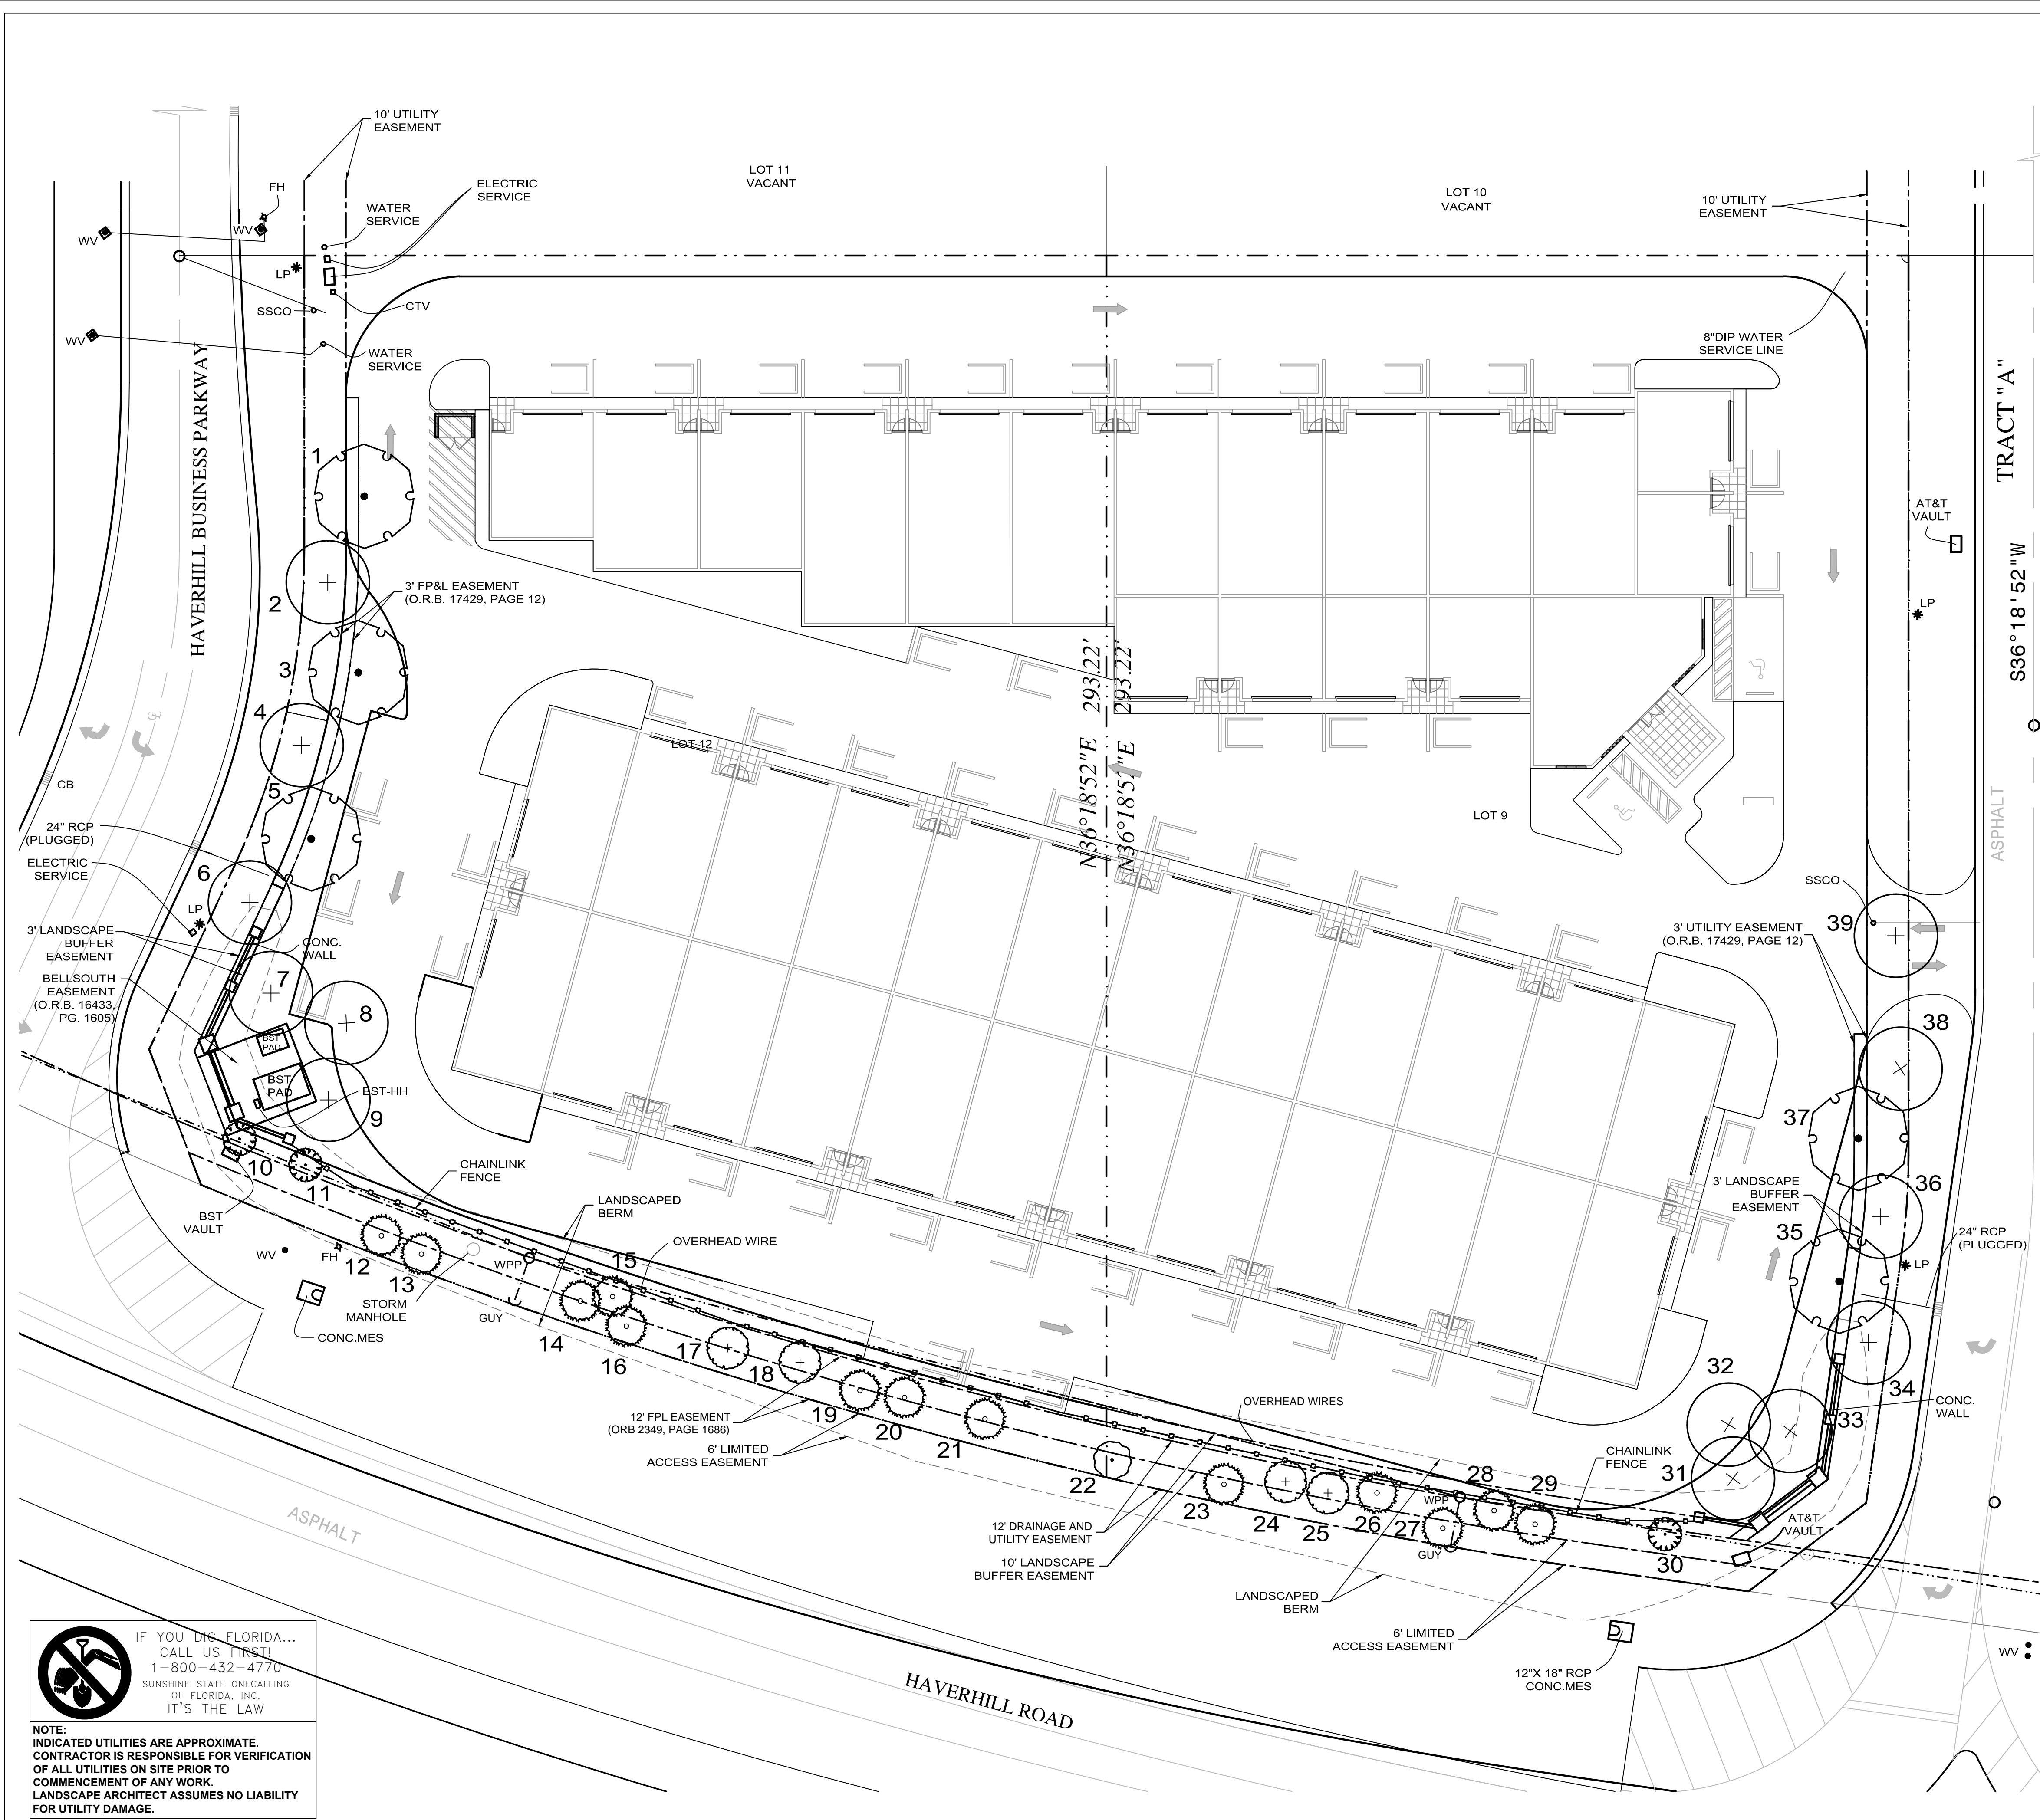 10' UTILITY
EASEMENT
LOT 11
VACANT
LOT 10
VACANT
10' UTILITY
EASEMENT
FH
ELECTRIC
SERVICE
WATER
SERVICE
WV
WV
LP
SSCO
CTV
WV
WATER
SERVICE
8"DIP WATER
SERVICE LINE
HAVERHILL BUSINESS PARKWAY
TRACT "A"
S36°18'52"W
ASPHALT
AT&T
VAULT
LP
1
2
3' FP&L EASEMENT
(O.R.B. 17429, PAGE 12)
3
4
5
℄
CB
LOT 12
N36°18'52"E 293.22'
N36°18'52"E 293.22'
LOT 9
24" RCP
(PLUGGED)
ELECTRIC
SERVICE
6
LP
3' LANDSCAPE
BUFFER
EASEMENT
CONC.
WALL
BELLSOUTH
EASEMENT
(O.R.B. 16433,
PG. 1605)
7
8
BST
PAD
BST
PAD
BST-HH
9
SSCO
39
3' UTILITY EASEMENT
(O.R.B. 17429, PAGE 12)
38
37
36
3' LANDSCAPE
BUFFER
EASEMENT
35
24" RCP
(PLUGGED)
LP
34
CONC.
WALL
33
32
31
10
11
CHAINLINK
FENCE
LANDSCAPED
BERM
BST
VAULT
WV
FH
12
13
STORM
MANHOLE
CONC.MES
WPP
GUY
OVERHEAD WIRE
14
15
16
17
18
12' FPL EASEMENT
(ORB 2349, PAGE 1686)
19
20
21
6' LIMITED
ACCESS EASEMENT
22
OVERHEAD WIRES
23
24
25
26
27
28
29
WPP
GUY
CHAINLINK
FENCE
30
AT&T
VAULT
12' DRAINAGE AND
UTILITY EASEMENT
10' LANDSCAPE
BUFFER EASEMENT
LANDSCAPED
BERM
6' LIMITED
ACCESS EASEMENT
12"X 18" RCP
CONC.MES
WV
ASPHALT
HAVERHILL ROAD
IF YOU DIG FLORIDA...
CALL US FIRST!
1-800-432-4770
SUNSHINE STATE ONECALLING
OF FLORIDA, INC.
IT'S THE LAW
NOTE:
INDICATED UTILITIES ARE APPROXIMATE.
CONTRACTOR IS RESPONSIBLE FOR VERIFICATION
OF ALL UTILITIES ON SITE PRIOR TO
COMMENCEMENT OF ANY WORK.
LANDSCAPE ARCHITECT ASSUMES NO LIABILITY
FOR UTILITY DAMAGE.